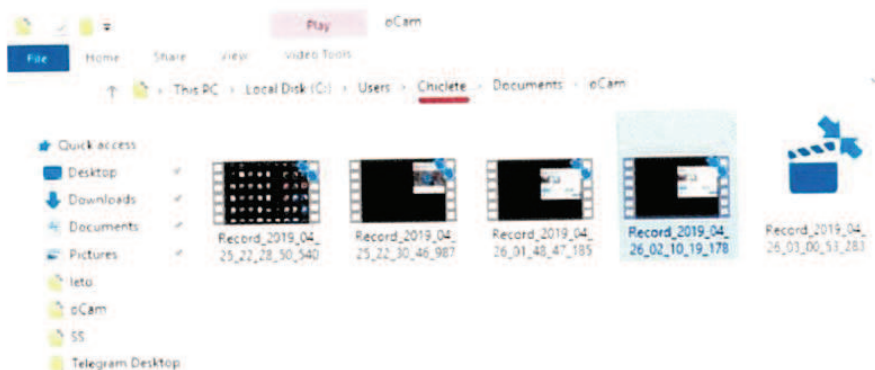 Play oCam
File Home Share View Video Tools
This PC Local Disk (C:) Users Chiclete Documents oCam
Quick access
Desktop
Downloads
Documents
Pictures
leto
oCam
SS
Telegram Desktop
Record_2019_04_
25_22_28_50_540
Record_2019_04_
25_22_30_46_987
Record_2019_04_
26_01_48_47_185
Record_2019_04_
26_02_10_19_178
Record_2019_04_
26_03_00_53_283